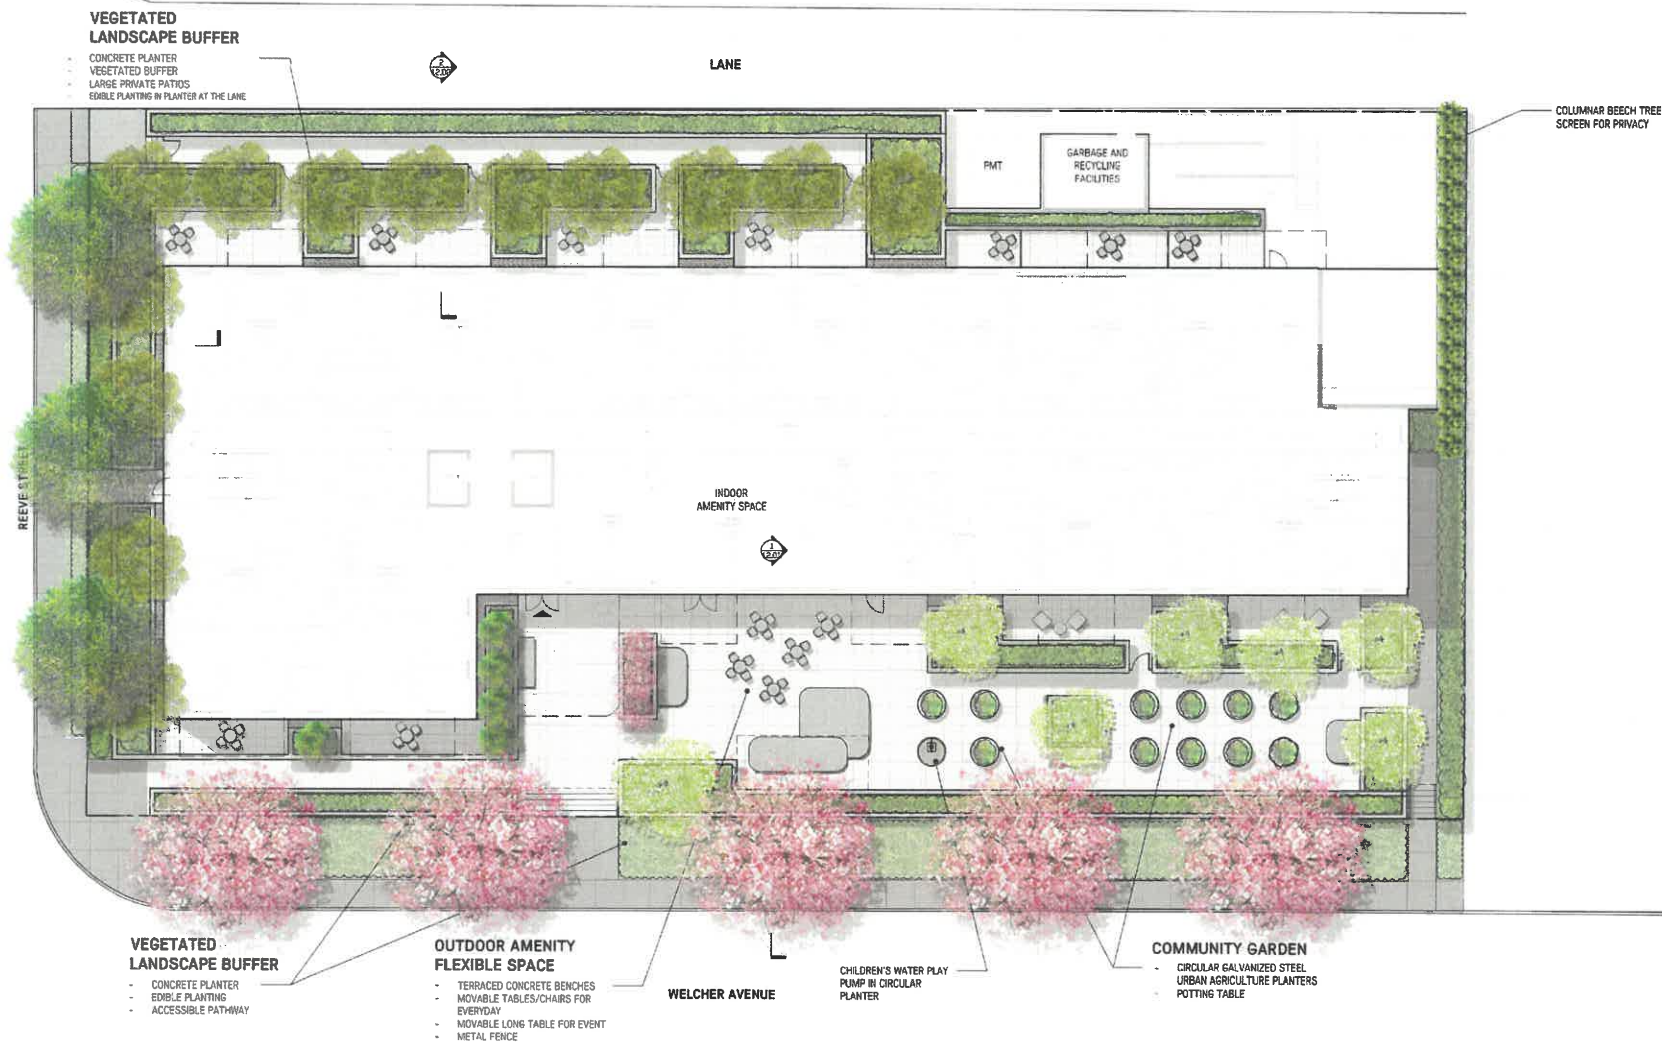 VEGETATED
LANDSCAPE BUFFER
- CONCRETE PLANTER
- VEGETATED BUFFER
- LARGE PRIVATE PATIOS
- EDIBLE PLANTING IN PLANTER AT THE LANE
2
LANE
COLUMNAR BEECH TREE
SCREEN FOR PRIVACY
PMT
GARBAGE AND
RECYCLING
FACILITIES
REEVE STREET
INDOOR
AMENITY SPACE
1
VEGETATED
LANDSCAPE BUFFER
- CONCRETE PLANTER
- EDIBLE PLANTING
- ACCESSIBLE PATHWAY
OUTDOOR AMENITY
FLEXIBLE SPACE
- TERRACED CONCRETE BENCHES
- MOVABLE TABLES/CHAIRS FOR
EVERYDAY
- MOVABLE LONG TABLE FOR EVENT
- METAL FENCE
WELCHER AVENUE
CHILDREN'S WATER PLAY
PUMP IN CIRCULAR
PLANTER
COMMUNITY GARDEN
- CIRCULAR GALVANIZED STEEL
URBAN AGRICULTURE PLANTERS
- POTTING TABLE